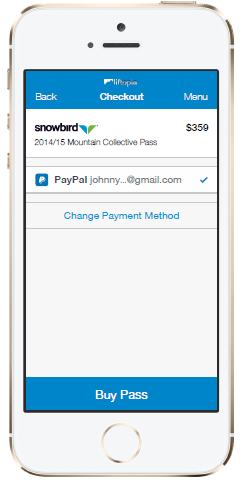 liftopia
Back Checkout Menu
snowbird $359
2014/15 Mountain Collective Pass
PayPal johnny...@gmail.com
Change Payment Method
Buy Pass